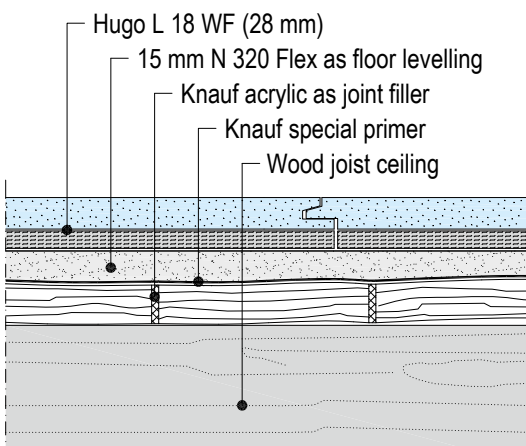 Hugo L 18 WF (28 mm)
15 mm N 320 Flex as floor levelling
Knauf acrylic as joint filler
Knauf special primer
Wood joist ceiling